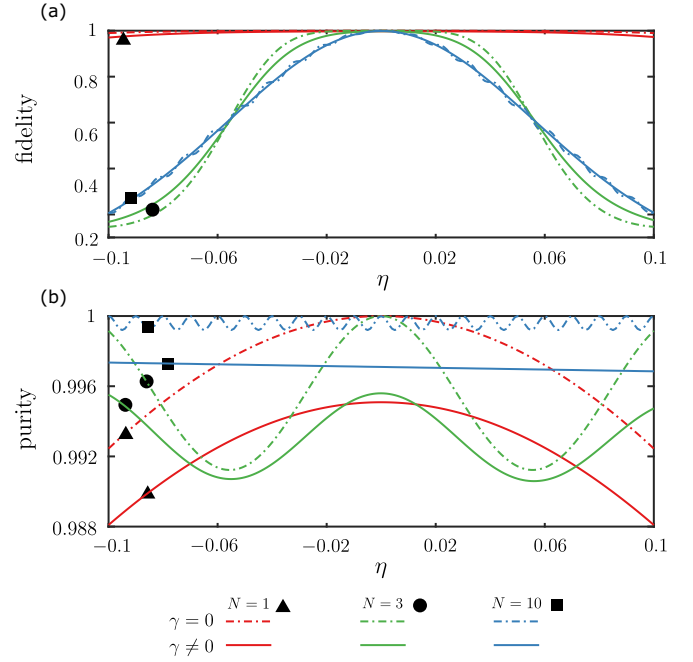 (a)
1
0.8
0.6
0.4
0.2
fidelity
−0.1 −0.06 −0.02 0.02 0.06 0.1
η
(b)
1
0.996
0.992
0.988
purity
−0.1 −0.06 −0.02 0.02 0.06 0.1
η
N = 1 N = 3 N = 10
γ = 0
γ ≠ 0